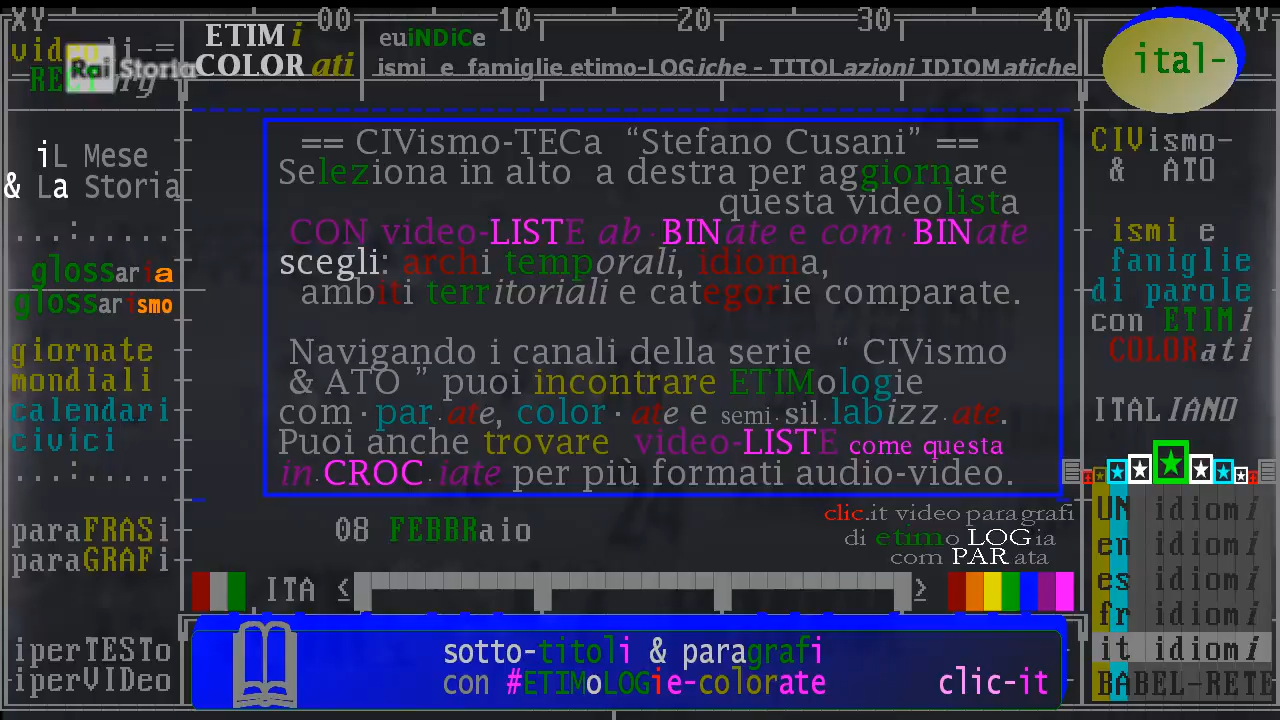 XY 00 10 20 30 40 XY
ETIMi
COLORati
euiNDiCe
ismi e famiglie etimo-LOGiche - TITOLazioni IDIOMatiche
Rai Storia
iL Mese
& La Storia
...:.....
glossaria
glossarismo
giornate
mondiali
calendari
civici
...:.....
paraFRASi
paraGRAFi
iperTESTo
iperVIDeo
== CIVismo-TECa “Stefano Cusani” ==
Seleziona in alto a destra per aggiornare
questa videolista
CON video-LISTE ab·BINate e com·BINate
scegli: archi temporali, idioma,
ambiti territoriali e categorie comparate.
Navigando i canali della serie “ CIVismo
& ATO ” puoi incontrare ETIMologie
com·par·ate, color·ate e semi·sil·labizz·ate.
Puoi anche trovare video-LISTE come questa
in·CROC·iate per più formati audio-video.
08 FEBBRaio
clic.it video paragrafi
di etimo LOGia
com PAR ata
ITA <
>
sotto-titoli & paragrafi
con #ETIMoLOGie-colorate
clic-it
ital-
CIVismo-
& ATO
ismi e
faniglie
di parole
con ETIMi
COLORati
ITALIANO
UN idiomi
en idiomi
es idiomi
fr idiomi
it idiomi
BABEL-RETE